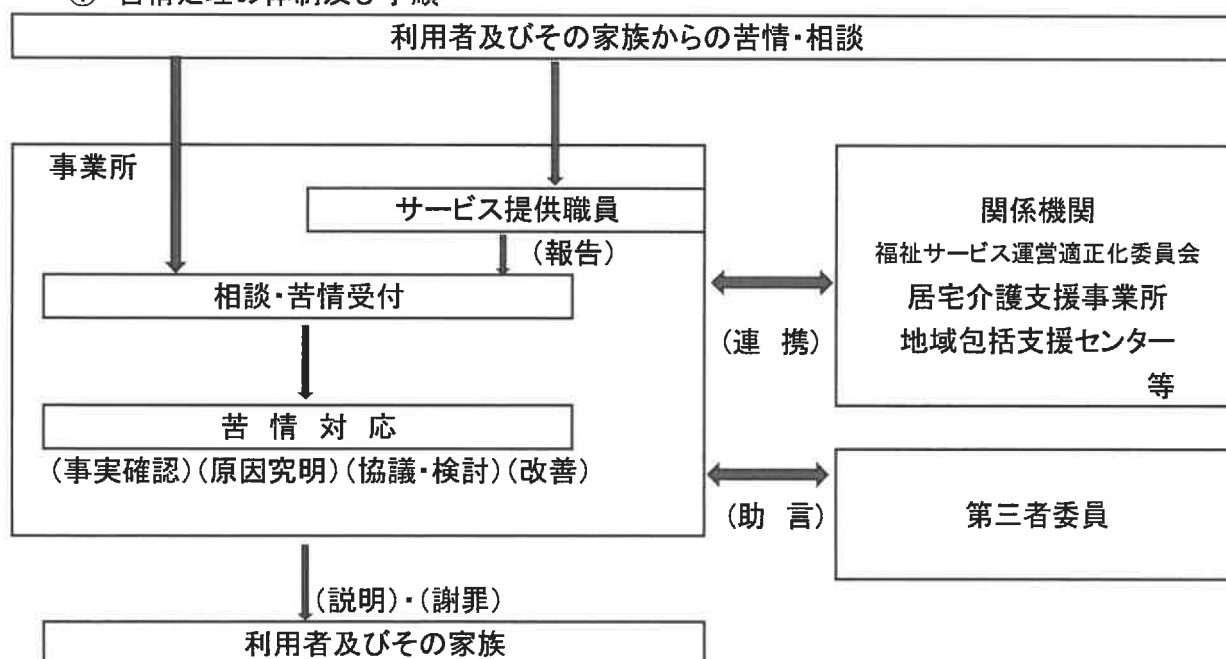 利用者及びその家族からの苦情・相談
事業所
サービス提供職員
(報告)
相談・苦情受付
苦 情 対 応
(事実確認)(原因究明)(協議・検討)(改善)
関係機関
福祉サービス運営適正化委員会
居宅介護支援事業所
地域包括支援センター
等
(連 携)
(助 言)
第三者委員
(説明)・(謝罪)
利用者及びその家族